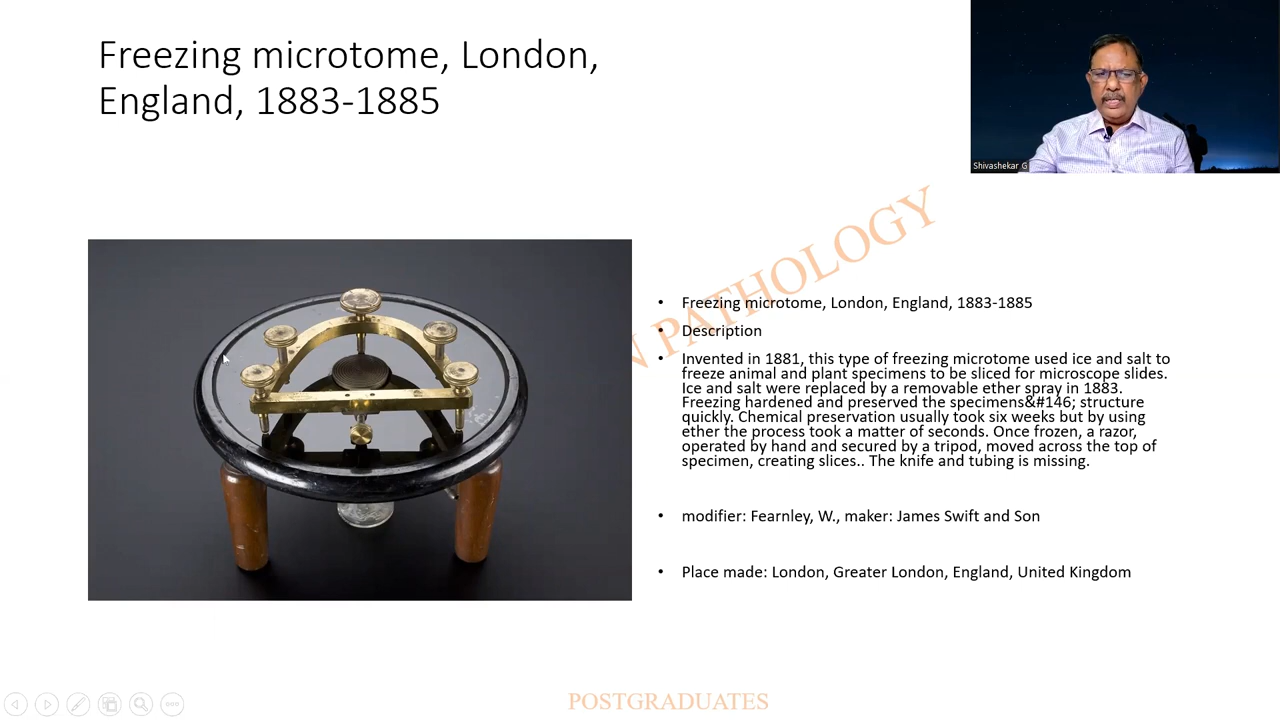 Freezing microtome, London,
England, 1883-1885
Shivashekar G
N PATHOLOGY
• Freezing microtome, London, England, 1883-1885
• Description
• Invented in 1881, this type of freezing microtome used ice and salt to
freeze animal and plant specimens to be sliced for microscope slides.
Ice and salt were replaced by a removable ether spray in 1883.
Freezing hardened and preserved the specimens&#146; structure
quickly. Chemical preservation usually took six weeks but by using
ether the process took a matter of seconds. Once frozen, a razor,
operated by hand and secured by a tripod, moved across the top of
specimen, creating slices.. The knife and tubing is missing.
• modifier: Fearnley, W., maker: James Swift and Son
• Place made: London, Greater London, England, United Kingdom
POSTGRADUATES